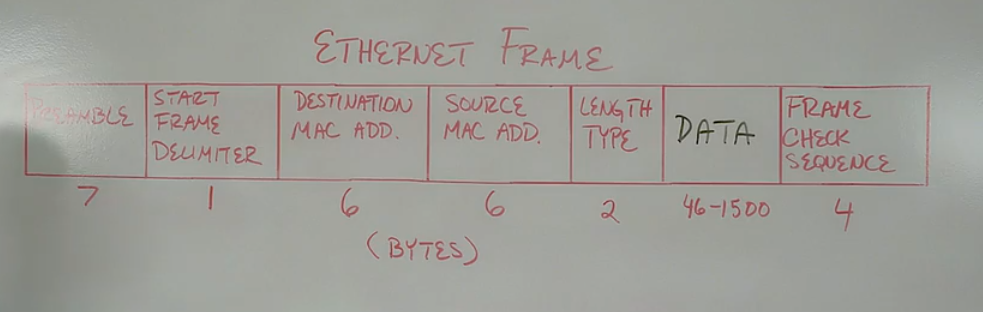 ETHERNET FRAME
PREAMBLE
START
FRAME
DELIMITER
DESTINATION
MAC ADD.
SOURCE
MAC ADD.
LENGTH
TYPE
DATA
FRAME
CHECK
SEQUENCE
7 1 6 6 2 46-1500 4
(BYTES)